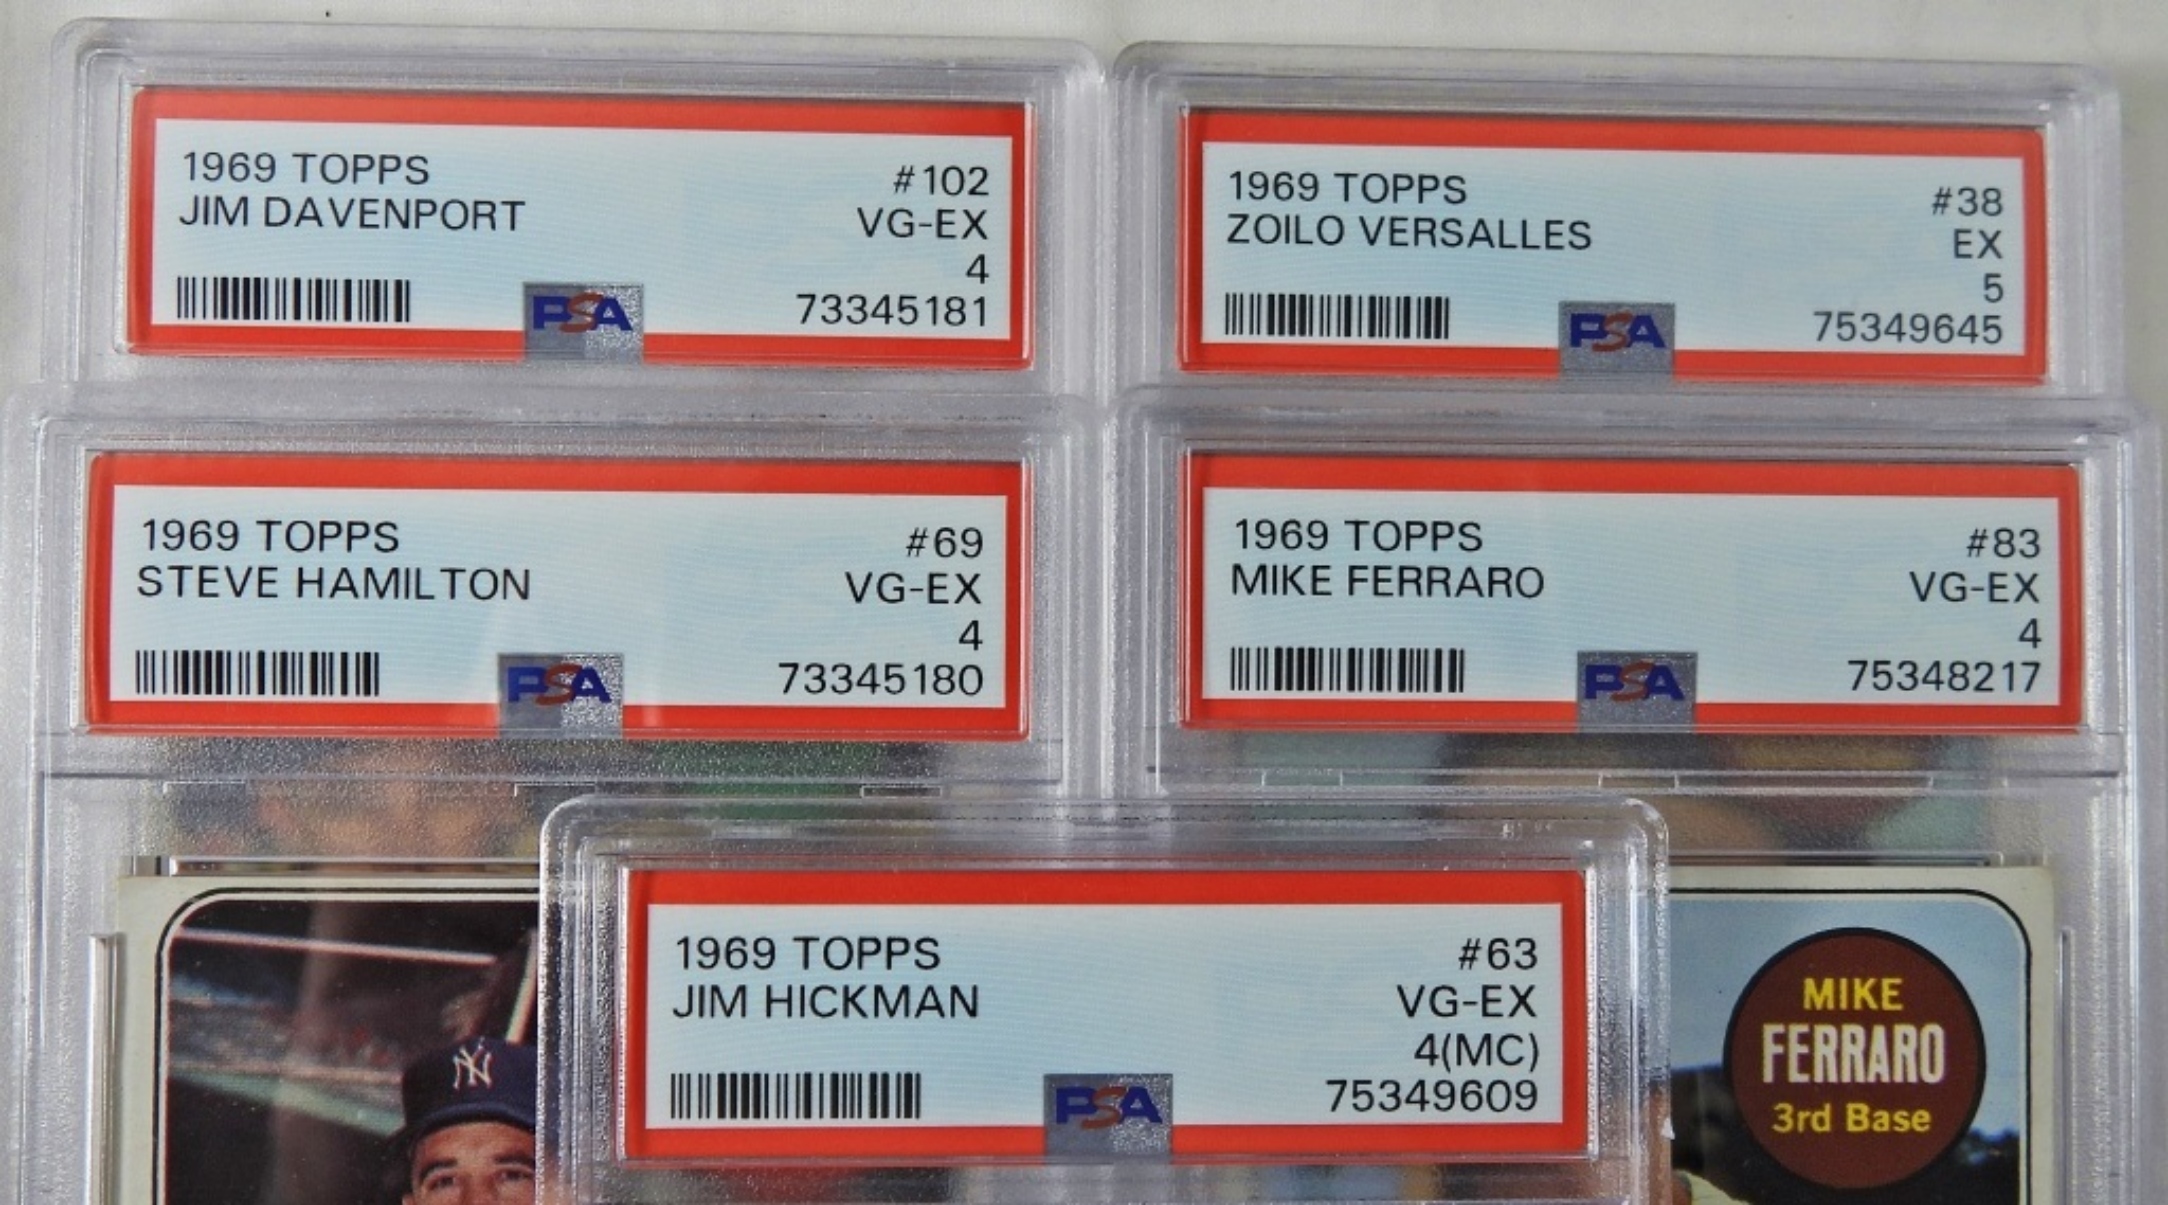 1969 TOPPS #102
JIM DAVENPORT VG-EX
4
PSA 73345181
1969 TOPPS #38
ZOILO VERSALLES EX
5
PSA 75349645
1969 TOPPS #69
STEVE HAMILTON VG-EX
4
PSA 73345180
1969 TOPPS #83
MIKE FERRARO VG-EX
4
PSA 75348217
1969 TOPPS #63
JIM HICKMAN VG-EX
4(MC)
PSA 75349609
NY
MIKE
FERRARO
3rd Base